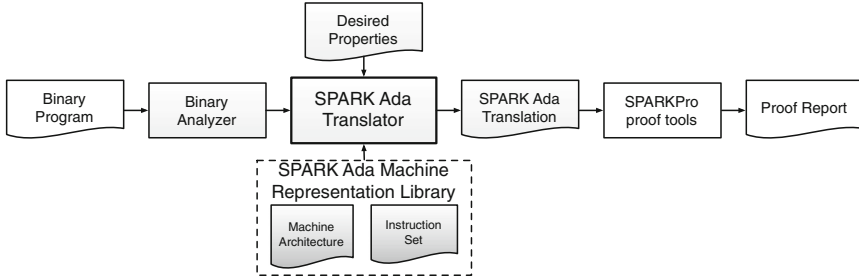 Desired
Properties
Binary
Program
Binary
Analyzer
SPARK Ada
Translator
SPARK Ada
Translation
SPARKPro
proof tools
Proof Report
SPARK Ada Machine
Representation Library
Machine
Architecture
Instruction
Set